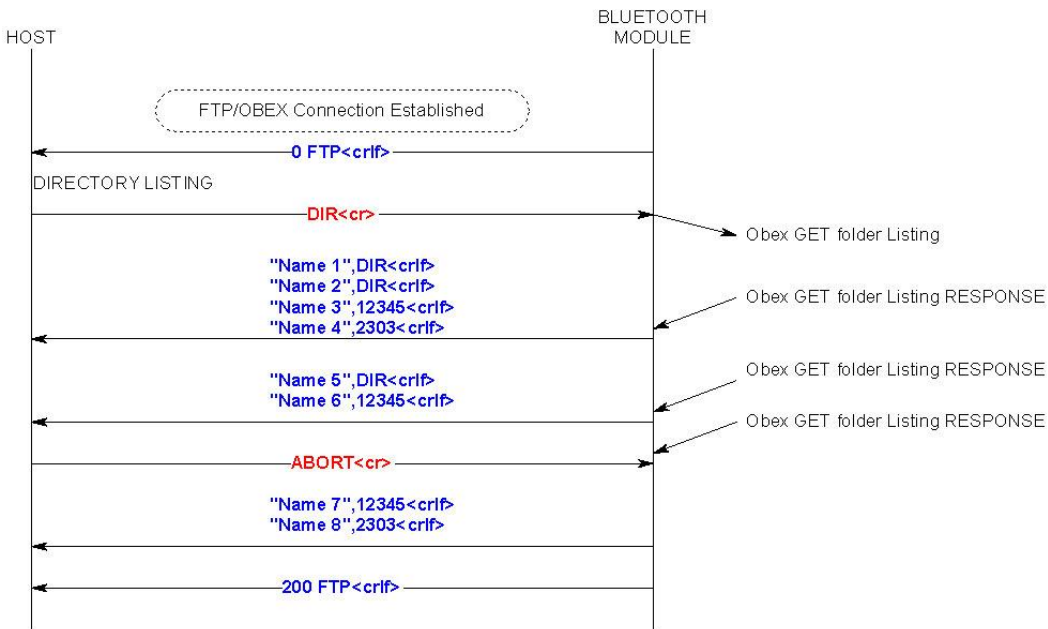 HOST
BLUETOOTH
MODULE
FTP/OBEX Connection Established
0 FTP<crlf>
DIRECTORY LISTING
DIR<cr>
Obex GET folder Listing
"Name 1",DIR<crlf>
"Name 2",DIR<crlf>
"Name 3",12345<crlf>
"Name 4",2303<crlf>
Obex GET folder Listing RESPONSE
"Name 5",DIR<crlf>
"Name 6",12345<crlf>
Obex GET folder Listing RESPONSE
Obex GET folder Listing RESPONSE
ABORT<cr>
"Name 7",12345<crlf>
"Name 8",2303<crlf>
200 FTP<crlf>